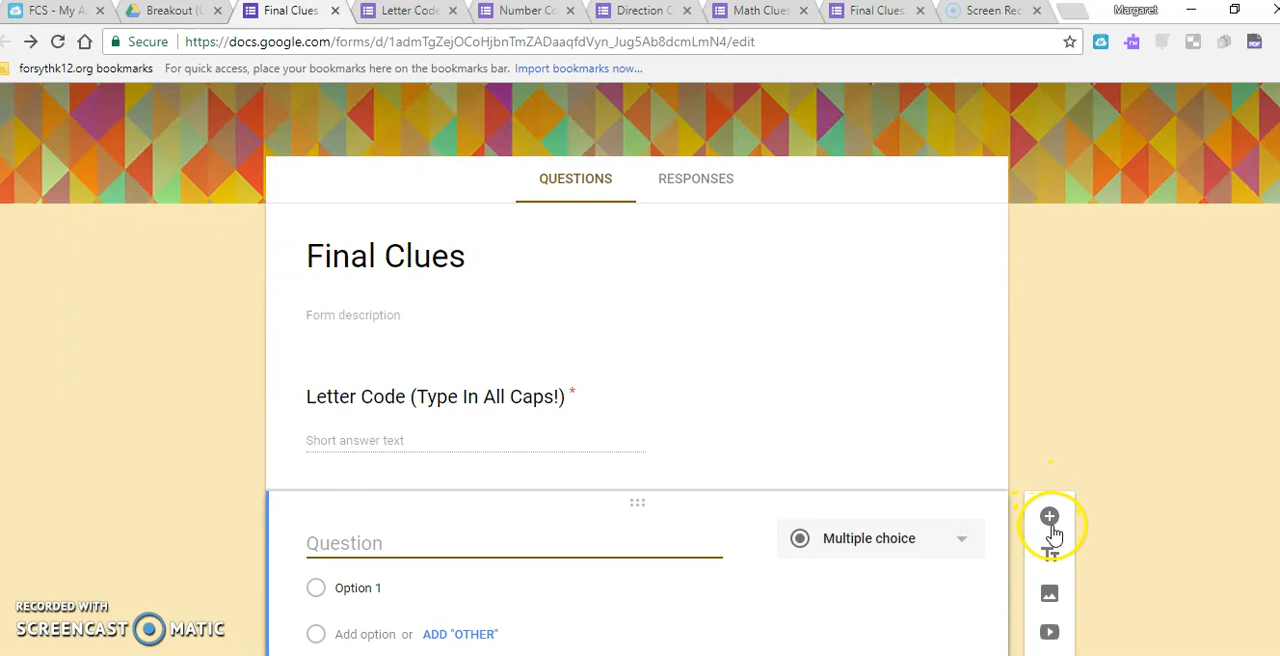 FCS - My A
Breakout (U
Final Clues
Letter Code
Number Co
Direction C
Math Clues
Final Clues
Screen Rec
Margaret
Secure
https://docs.google.com/forms/d/1admTgZejOCoHjbnTmZADaaqfdVyn_Jug5Ab8dcmLmN4/edit
forsythk12.org bookmarks
For quick access, place your bookmarks here on the bookmarks bar. Import bookmarks now...
QUESTIONS
RESPONSES
Final Clues
Form description
Letter Code (Type In All Caps!) *
Short answer text
Question
Multiple choice
Option 1
Add option or ADD "OTHER"
RECORDED WITH
SCREENCAST MATIC